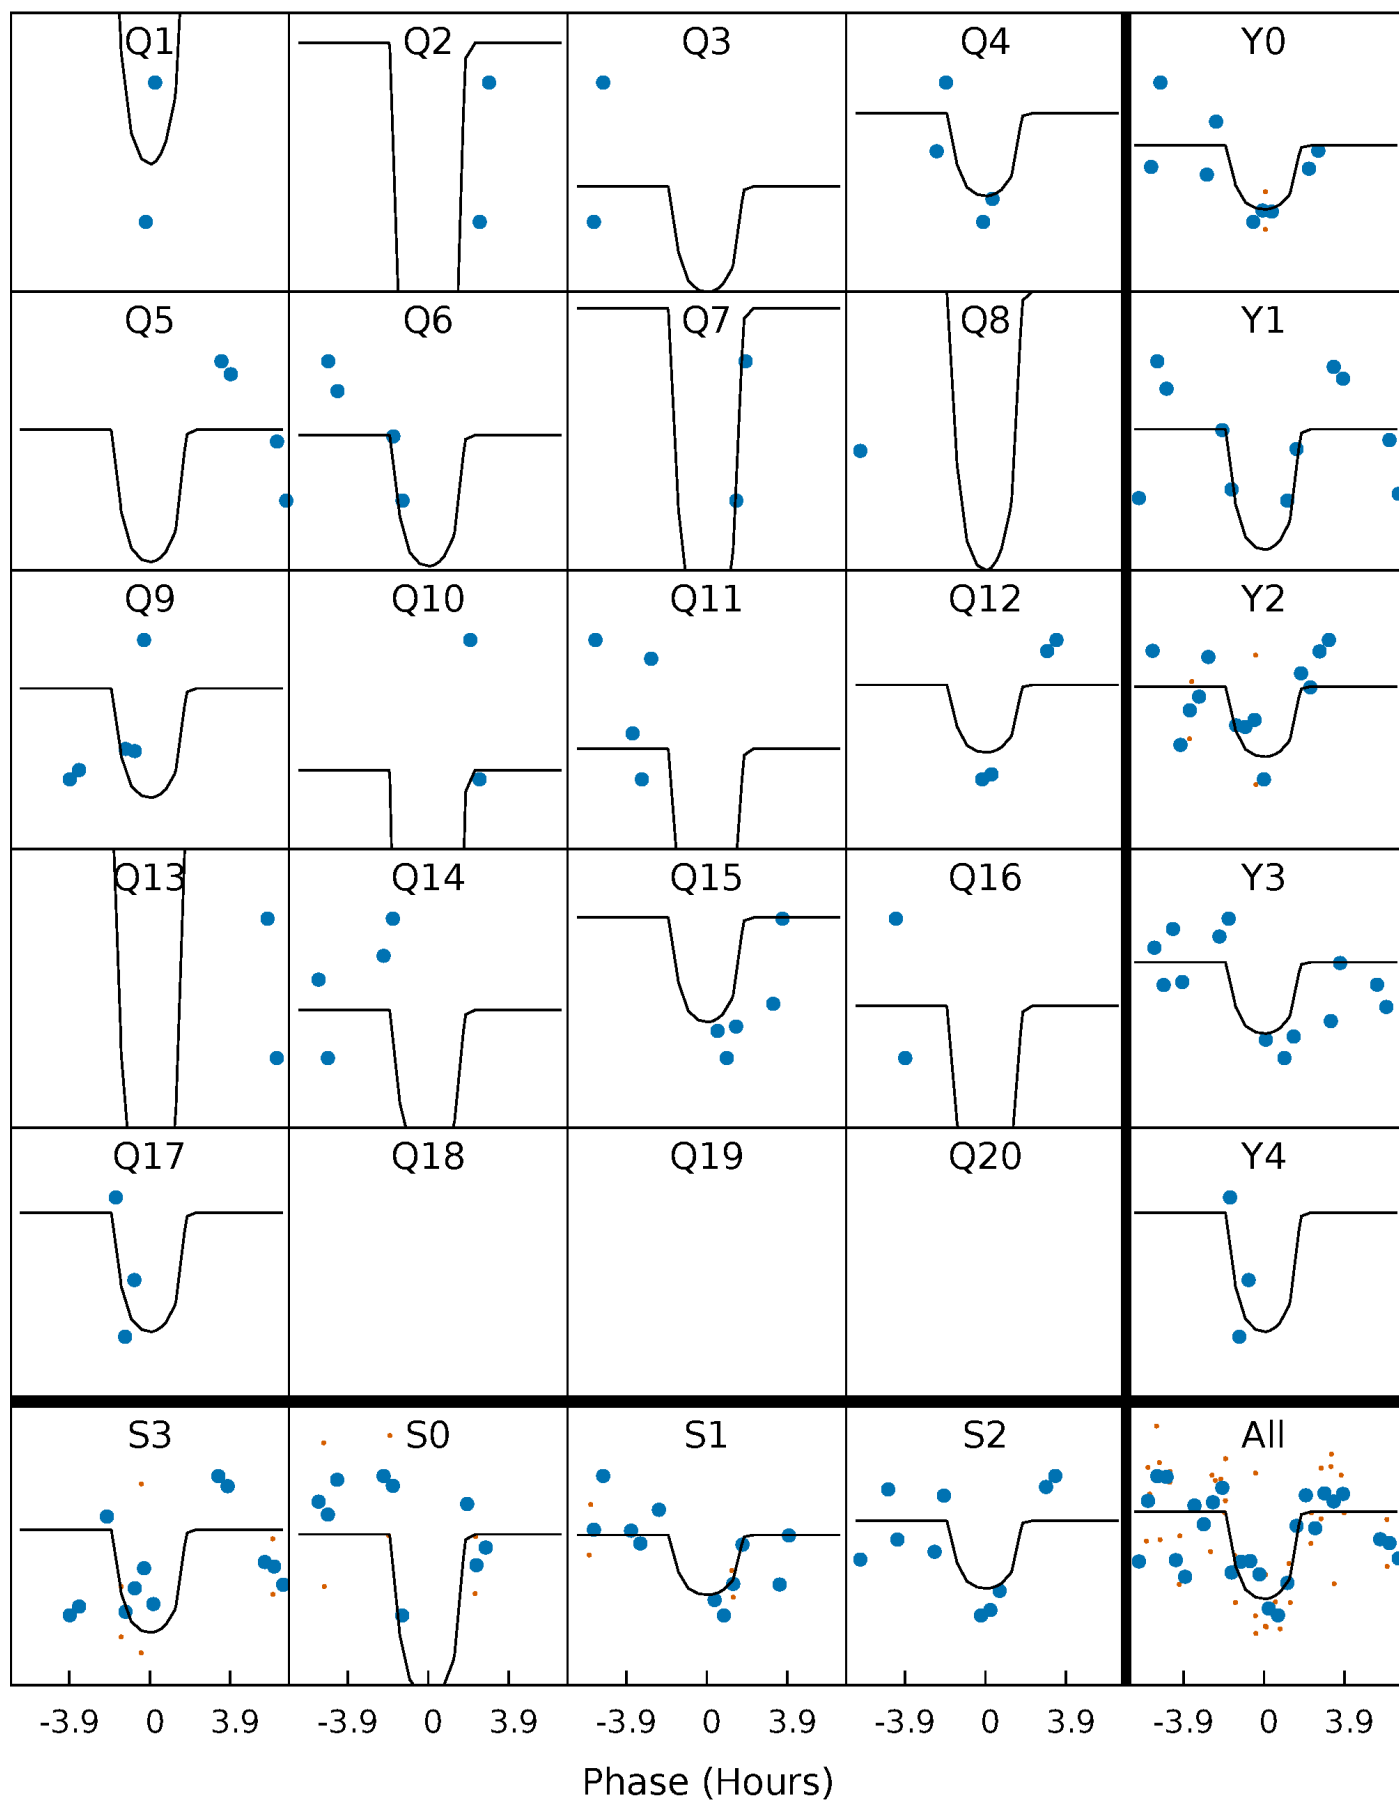 Q1 Q2 Q3 Q4 Y0
Q5 Q6 Q7 Q8 Y1
Q9 Q10 Q11 Q12 Y2
Q13 Q14 Q15 Q16 Y3
Q17 Q18 Q19 Q20 Y4
S3 S0 S1 S2 All
-3.9 0 3.9 -3.9 0 3.9 -3.9 0 3.9 -3.9 0 3.9 -3.9 0 3.9
Phase (Hours)